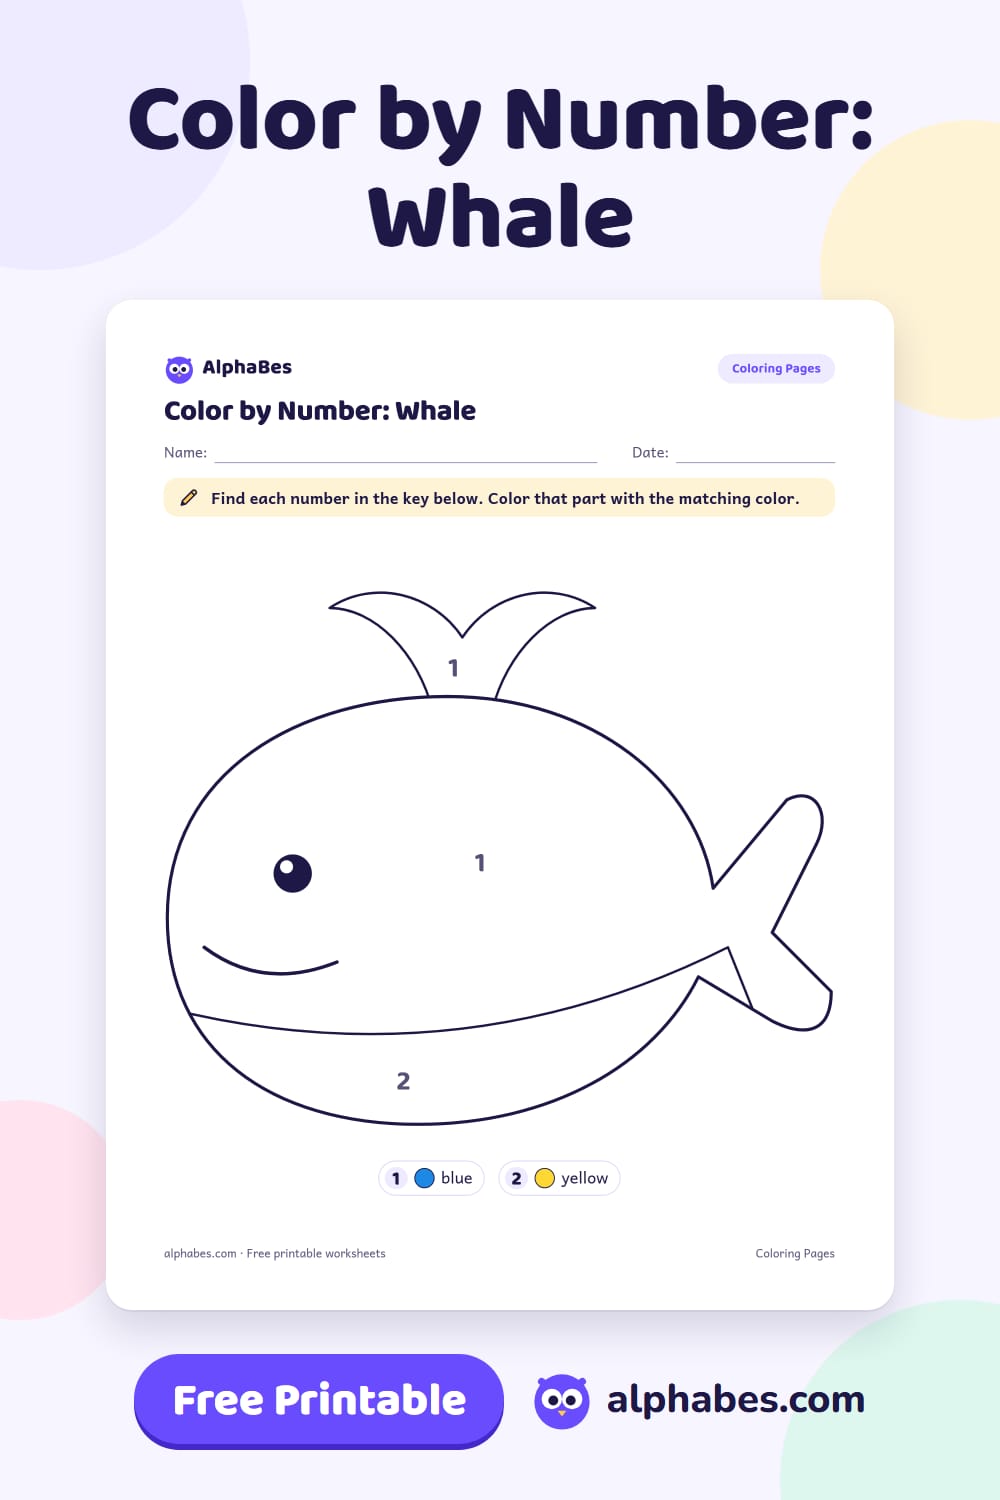 Color by Number:
Whale
AlphaBes
Coloring Pages
Color by Number: Whale
Name:
Date:
Find each number in the key below. Color that part with the matching color.
1
1
2
1 blue
2 yellow
alphabes.com · Free printable worksheets
Coloring Pages
Free Printable
alphabes.com